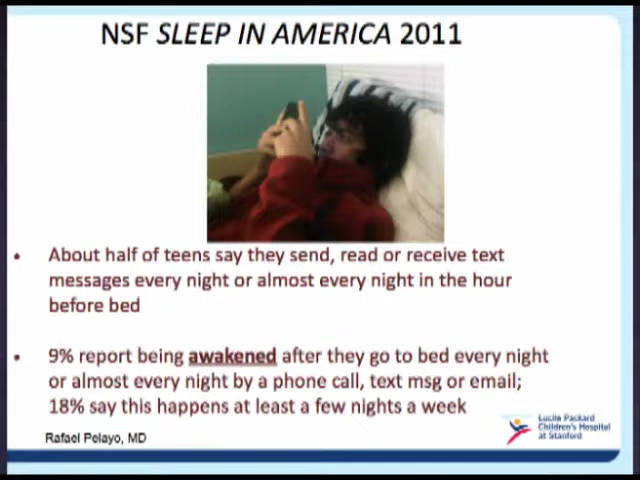 NSF SLEEP IN AMERICA 2011
• About half of teens say they send, read or receive text
messages every night or almost every night in the hour
before bed
• 9% report being awakened after they go to bed every night
or almost every night by a phone call, text msg or email;
18% say this happens at least a few nights a week
Rafael Pelayo, MD
Lucile Packard
Children's Hospital
at Stanford